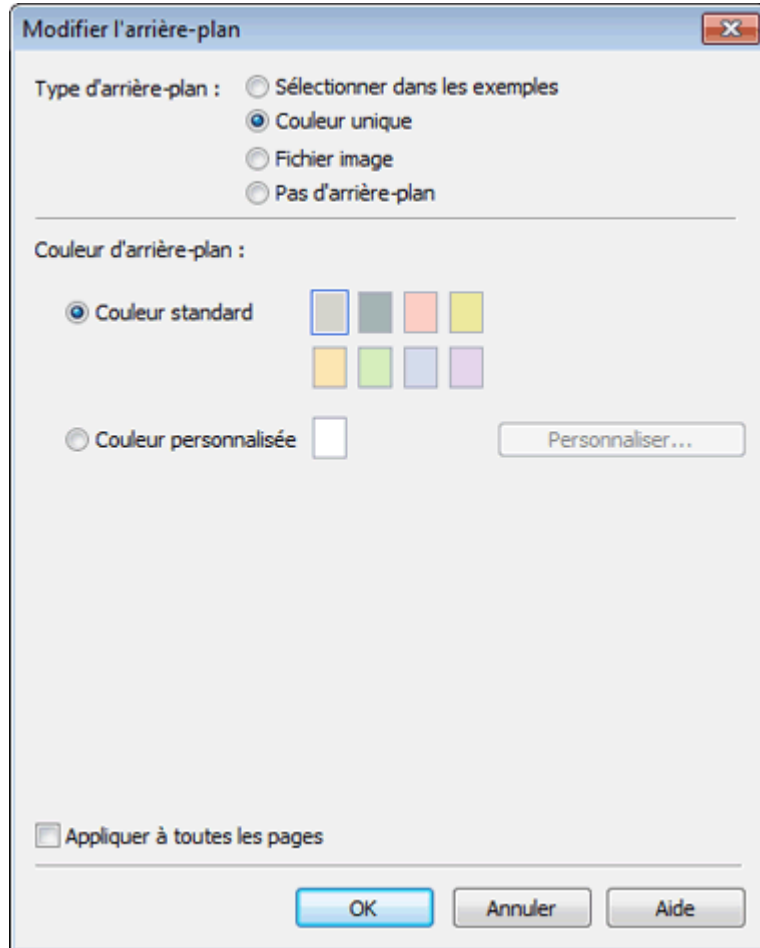 Modifier l'arrière-plan
Type d'arrière-plan :
Sélectionner dans les exemples
Couleur unique
Fichier image
Pas d'arrière-plan
Couleur d'arrière-plan :
Couleur standard
Couleur personnalisée
Personnaliser...
Appliquer à toutes les pages
OK
Annuler
Aide